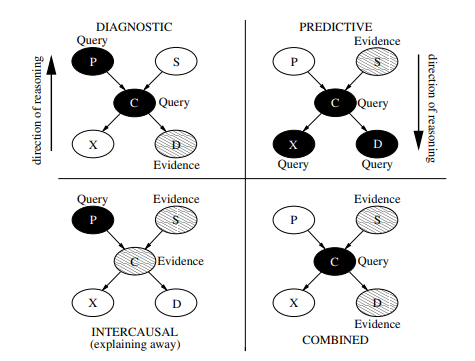 DIAGNOSTIC
Query
P
S
C
Query
X
D
Evidence
direction of reasoning
PREDICTIVE
Evidence
P
S
C
Query
X
D
Query
Query
direction of reasoning
Query
Evidence
P
S
C
Evidence
X
D
INTERCAUSAL
(explaining away)
Evidence
P
S
C
Query
X
D
Evidence
COMBINED